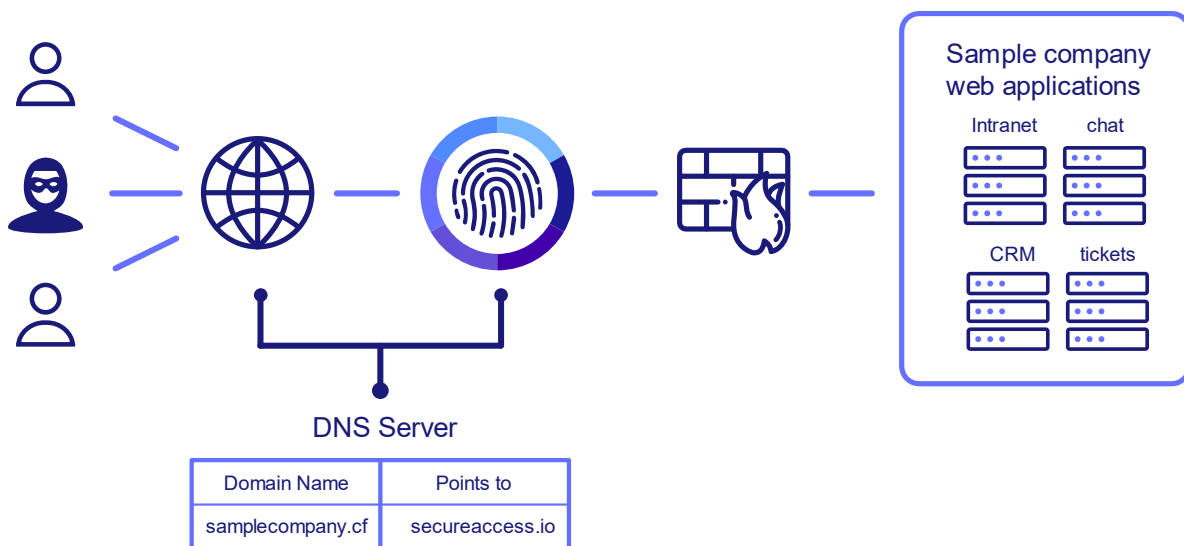 Sample company
web applications
Intranet chat
CRM tickets
DNS Server
Domain Name Points to
samplecompany.cf secureaccess.io